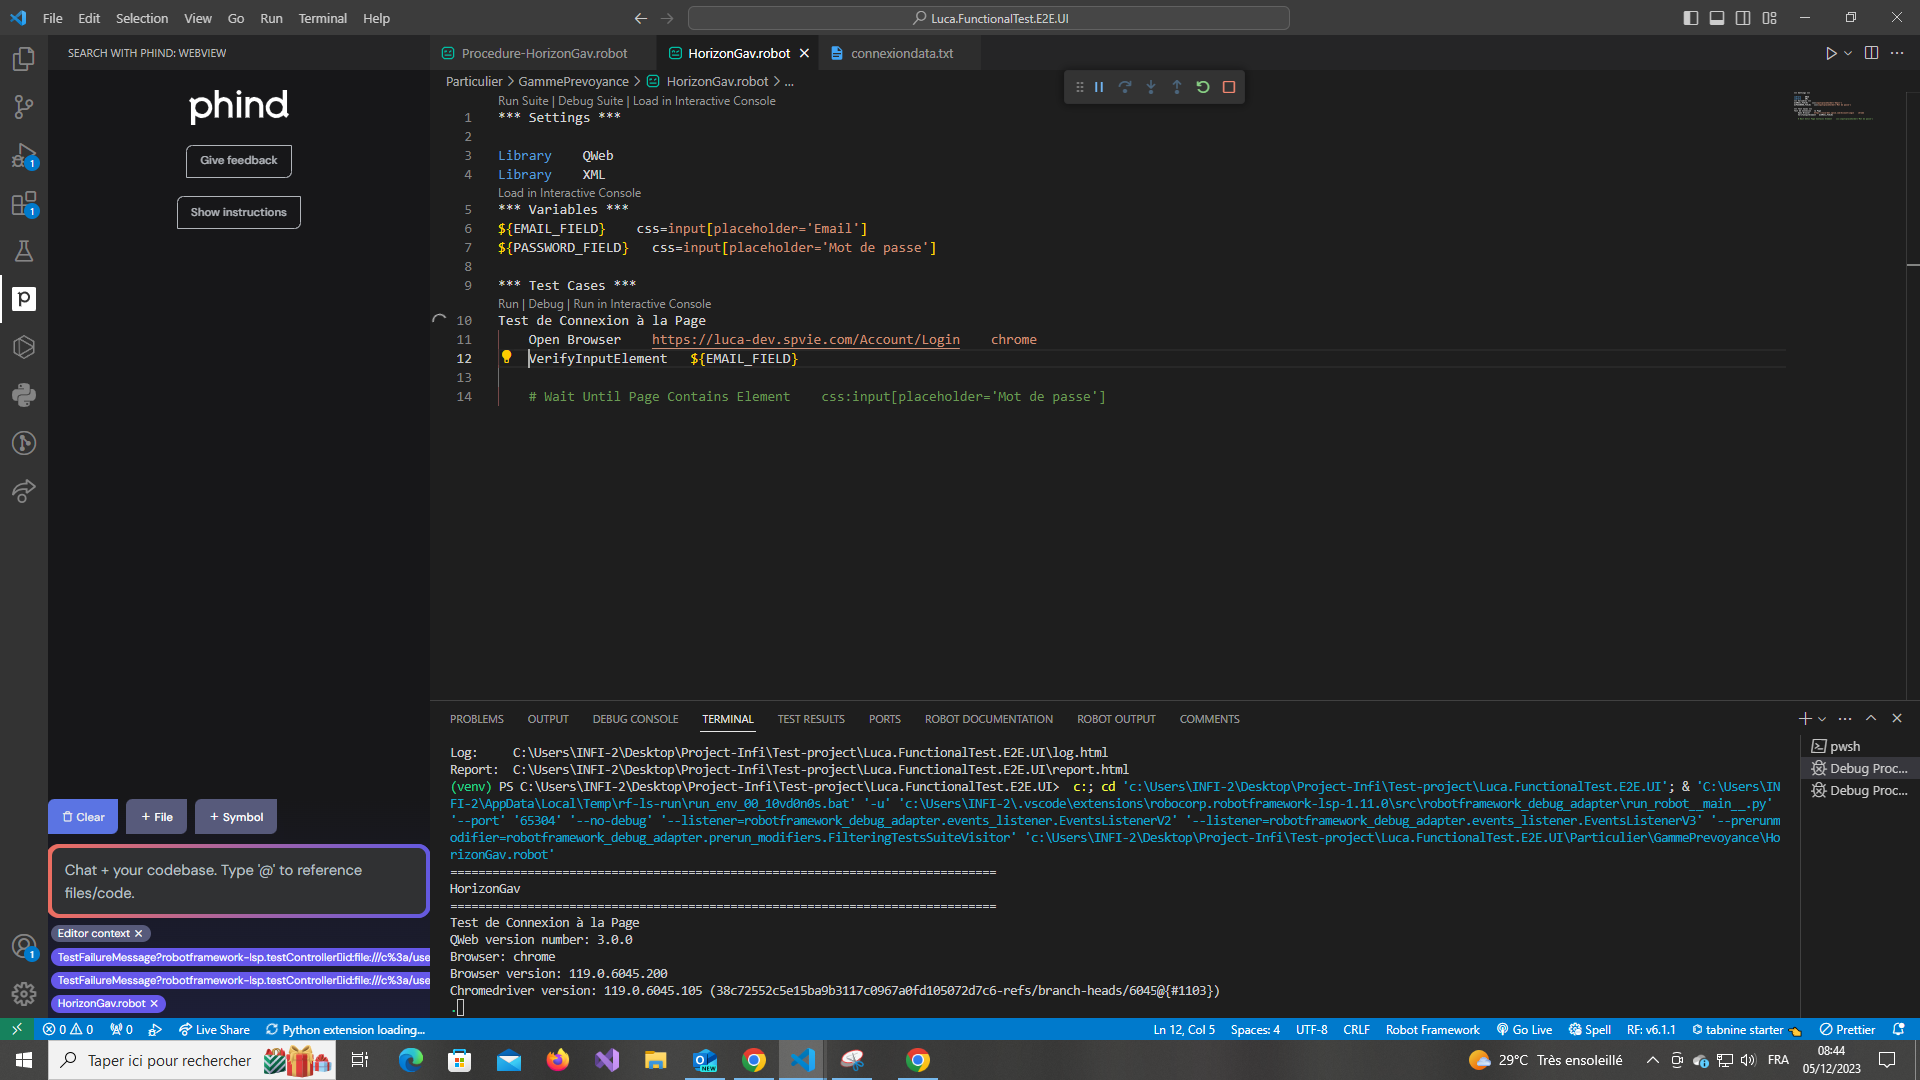 File Edit Selection View Go Run Terminal Help
Luca.FunctionalTest.E2E.UI
SEARCH WITH PHIND: WEBVIEW
phind
Give feedback
Show instructions
Procedure-HorizonGav.robot
HorizonGav.robot
connexiondata.txt
Particulier > GammePrevoyance > HorizonGav.robot > ...
Run Suite | Debug Suite | Load in Interactive Console
1 *** Settings ***
2
3 Library    QWeb
4 Library    XML
Load in Interactive Console
5 *** Variables ***
6 ${EMAIL_FIELD}    css=input[placeholder='Email']
7 ${PASSWORD_FIELD}   css=input[placeholder='Mot de passe']
8
9 *** Test Cases ***
Run | Debug | Run in Interactive Console
10 Test de Connexion à la Page
11     Open Browser    https://luca-dev.spvie.com/Account/Login    chrome
12     VerifyInputElement   ${EMAIL_FIELD}
13
14     # Wait Until Page Contains Element    css:input[placeholder='Mot de passe']
Clear
+ File
+ Symbol
Chat + your codebase. Type '@' to reference
files/code.
Editor context ×
TestFailureMessage?robotframework-lsp.testController▯id:file:///c%3a/use
TestFailureMessage?robotframework-lsp.testController▯id:file:///c%3a/use
HorizonGav.robot ×
PROBLEMS OUTPUT DEBUG CONSOLE TERMINAL TEST RESULTS PORTS ROBOT DOCUMENTATION ROBOT OUTPUT COMMENTS
Log:     C:\Users\INFI-2\Desktop\Project-Infi\Test-project\Luca.FunctionalTest.E2E.UI\log.html
Report:  C:\Users\INFI-2\Desktop\Project-Infi\Test-project\Luca.FunctionalTest.E2E.UI\report.html
(venv) PS C:\Users\INFI-2\Desktop\Project-Infi\Test-project\Luca.FunctionalTest.E2E.UI>  c:; cd 'c:\Users\INFI-2\Desktop\Project-Infi\Test-project\Luca.FunctionalTest.E2E.UI'; & 'C:\Users\IN
FI-2\AppData\Local\Temp\rf-ls-run\run_env_00_10vd0n0s.bat' '-u' 'c:\Users\INFI-2\.vscode\extensions\robocorp.robotframework-lsp-1.11.0\src\robotframework_debug_adapter\run_robot__main__.py'
'--port' '65304' '--no-debug' '--listener=robotframework_debug_adapter.events_listener.EventsListenerV2' '--listener=robotframework_debug_adapter.events_listener.EventsListenerV3' '--prerunm
odifier=robotframework_debug_adapter.prerun_modifiers.FilteringTestsSuiteVisitor' 'c:\Users\INFI-2\Desktop\Project-Infi\Test-project\Luca.FunctionalTest.E2E.UI\Particulier\GammePrevoyance\Ho
rizonGav.robot'
==============================================================================
HorizonGav
==============================================================================
Test de Connexion à la Page
QWeb version number: 3.0.0
Browser: chrome
Browser version: 119.0.6045.200
Chromedriver version: 119.0.6045.105 (38c72552c5e15ba9b3117c0967a0fd105072d7c6-refs/branch-heads/6045@{#1103})
.
pwsh
Debug Proc...
Debug Proc...
1
1
1
0 0 0 Live Share Python extension loading...
Ln 12, Col 5 Spaces: 4 UTF-8 CRLF Robot Framework Go Live Spell RF: v6.1.1 tabnine starter Prettier
Taper ici pour rechercher
NEW
29°C Très ensoleillé
FRA
08:44
05/12/2023